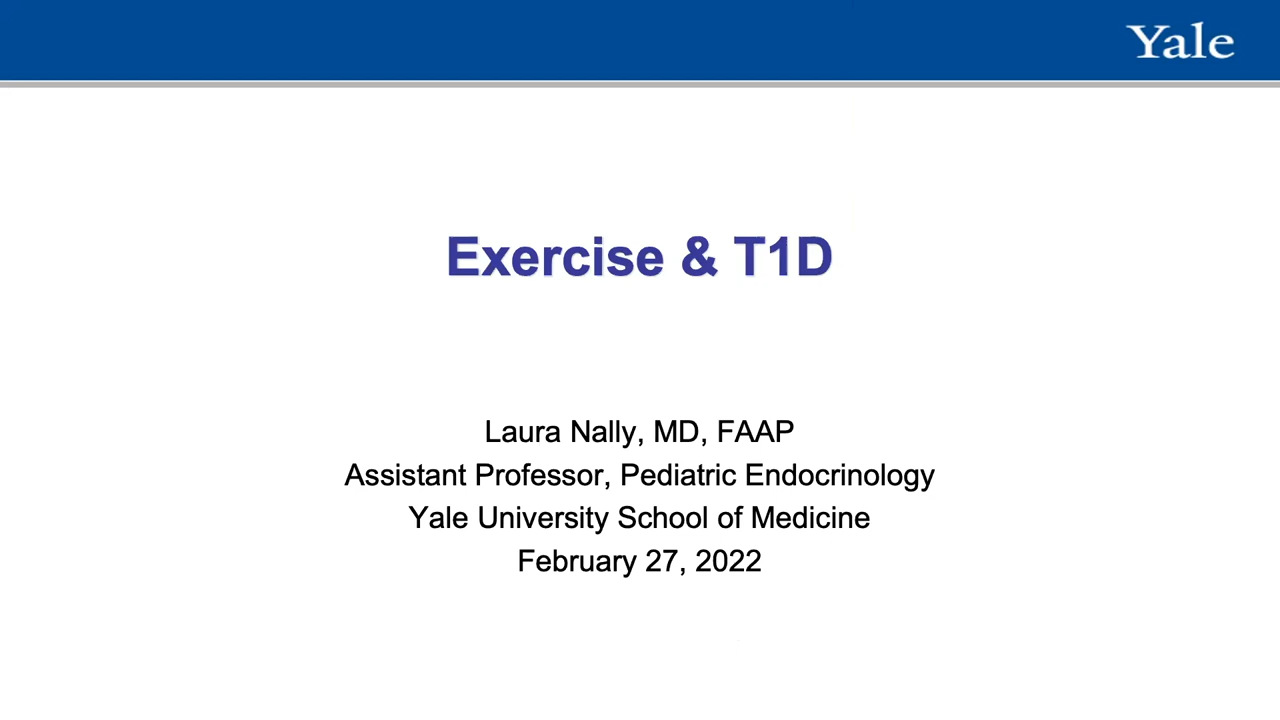 Yale
Exercise & T1D
Laura Nally, MD, FAAP
Assistant Professor, Pediatric Endocrinology
Yale University School of Medicine
February 27, 2022